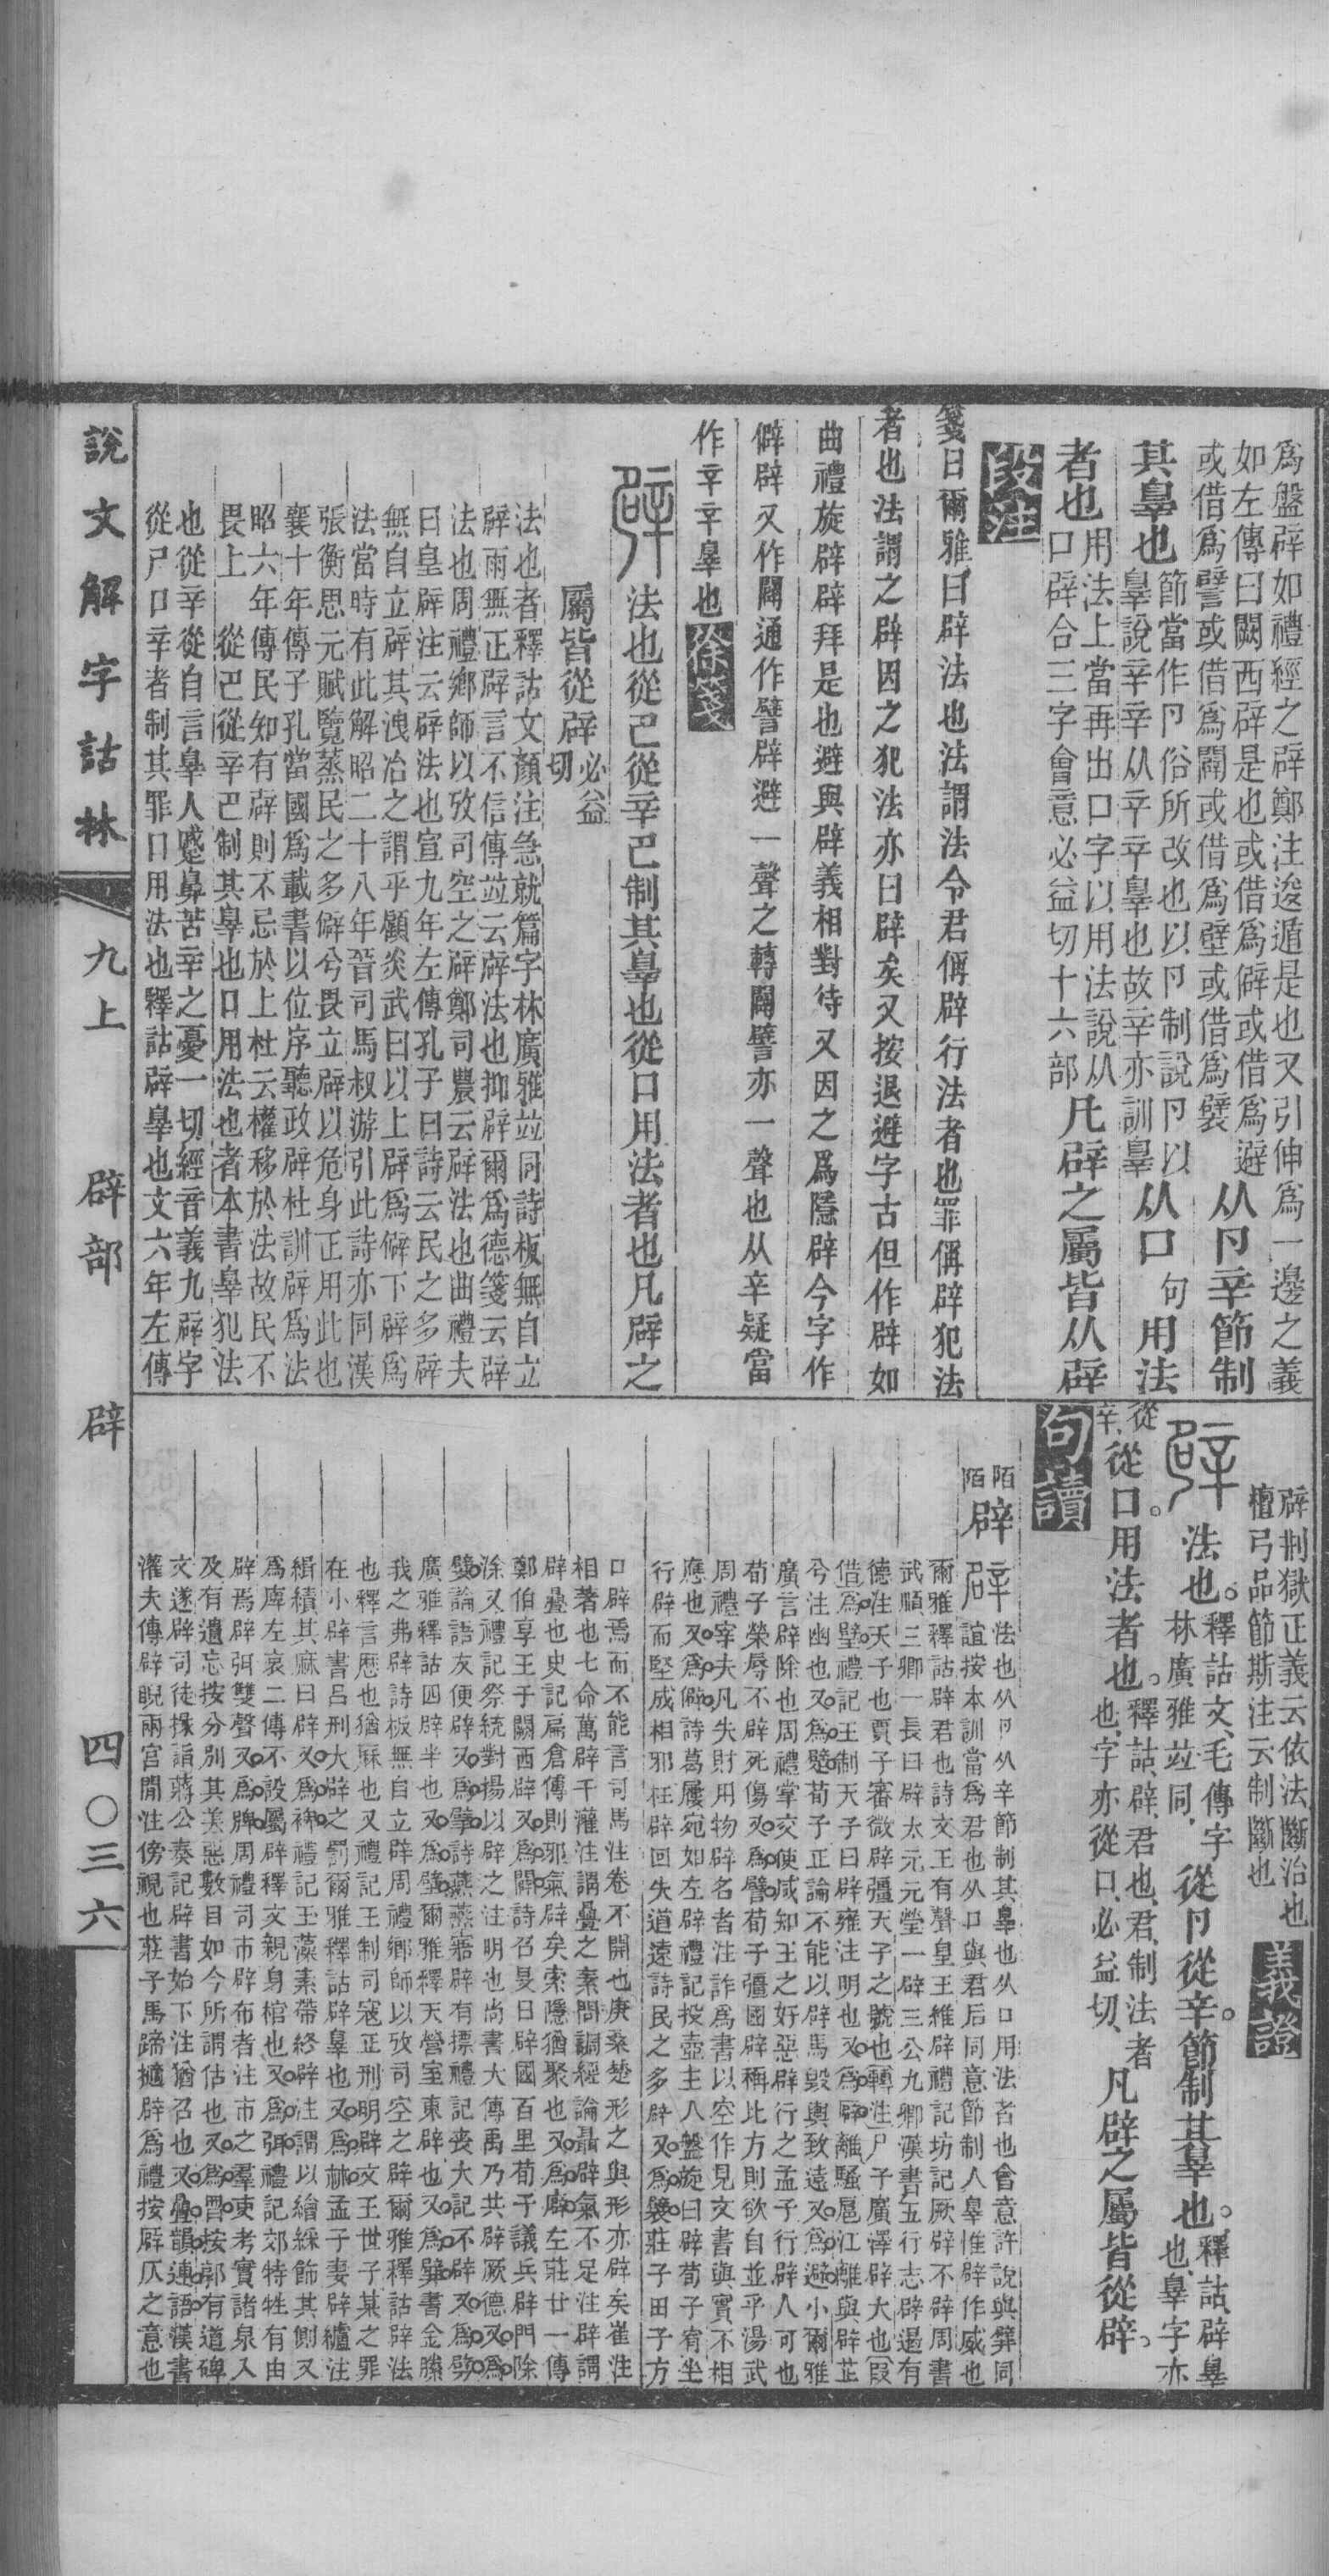 爲盤辟如禮經之辟鄭注逡遁是也又引伸爲一邊之義
如左傳曰闕西辟是也或借爲僻或借爲避
或借爲譬或借爲闢或借爲壁或借爲襞
从卩辛節制
其辠也
節當作卪俗所改也以卪制說卪以
辠說辛辛从䇂䇂辠也故辛亦訓辠
从口
句
用法
者也
用法上當再出口字以用法說从
口辟合三字會意必益切十六部
凡辟之屬皆从辟
段注
箋曰爾雅曰辟法也法謂法令君偁辟行法者也罪偁辟犯法
者也法謂之辟因之犯法亦曰辟矣又按退避字古但作辟如
曲禮旋辟辟拜是也避與辟義相對待又因之爲隱辟今字作
僻辟又作闢通作譬辟避一聲之轉闢譬亦一聲也从辛疑當
作䇂䇂辠也
徐箋
辟
法也從㔾從辛㔾制其辠也從口用法者也凡辟之
屬皆從辟
必益
切
法也者釋詁文顏注急就篇字林廣雅竝同詩板無自立
辟雨無正辟言不信傳竝云辟法也抑辟爾爲德箋云辟
法也周禮鄉師以攷司空之辟鄭司農云辟法也曲禮夫
曰皇辟注云辟法也宣九年左傳孔子曰詩云民之多辟
無自立辟其洩冶之謂乎顧炎武曰以上辟爲僻下辟爲
法當時有此解昭二十八年晉司馬叔游引此詩亦同漢
張衡思元賦覽蒸民之多僻兮畏立辟以危身正用此也
襄十年傳子孔當國爲載書以位序聽政辟杜訓辟爲法
昭六年傳民知有辟則不忌於上杜云權移於法故民不
畏上 從㔾從辛㔾制其辠也口用法也者本書辠犯法
也從辛從自言辠人蹙鼻苦辛之憂一切經音義九辟字
從尸口辛者制其罪口用法也釋詁辟辠也文六年左傳
辟刑獄正義云依法斷治也
檀弓品節斯注云制斷也
義證
辟
法也。
釋詁文、毛傳字
林廣雅竝同、
從卩從辛。節制其辠也。
釋詁、辟辠
也、辠字亦
從
辛、
從口。用法者也。
釋詁、辟、君也、君、制法者
也、字亦從口、必益切、
凡辟之屬皆從辟。
句讀
陌
陌
辟
辟
法也从卩从辛節制其辠也从口用法者也會意許說與㢸同
誼按本訓當爲君也从口與君后同意節制人辠惟辟作威也
爾雅釋詁辟君也詩文王有聲皇王維辟禮記坊記厥辟不辟周書
武順三卿一長曰辟太元元瑩一辟三公九卿漢書五行志辟遏有
德注天子也賈子審微辟彊天子之號也〔轉注〕尸子廣澤辟大也〔叚
借〕爲璧禮記王制天子曰辟雍注明也又爲僻離騷扈江離與辟芷
兮注幽也又爲躄荀子正論不能以辟馬毀輿致遠又爲避小爾雅
廣言辟除也周禮掌交使咸知王之好惡辟行之孟子行辟人可也
荀子榮辱不辟死傷又爲譬荀子彊國辟稱比方則欲自並乎湯武
周禮宰夫凡失財用物辟名者注詐爲書以空作見文書與實不相
應也又爲僻詩葛屨宛如左辟禮記投壺主人盤旋曰辟荀子宥坐
行辟而堅成相邪枉辟回失道遠詩民之多辟又爲襞莊子田子方
口辟焉而不能言司馬注卷不開也庚桑楚形之與形亦辟矣崔注
相著也七命萬辟千灌注謂疊之素問調經論聶辟氣不足注辟謂
辟疊也史記扁倉傳則邪氣辟矣索隱猶聚也又爲廦左莊廿一傳
鄭伯享王于闕西辟又爲闢詩召旻日辟國百里荀子議兵辟門除
涂又禮記祭統對揚以辟之注明也尚書大傳禹乃共辟厥德又爲
嬖論語友便辟又爲擘詩燕燕寤辟有摽禮記喪大記不辟又爲劈
廣雅釋詁四辟半也又爲壁爾雅釋天營室東辟也又爲㢸書金縢
我之弗辟詩板無自立辟周禮鄉師以攷司空之辟爾雅釋詁辟法
也釋言辟歷也猶厤也又禮記王制司寇正刑明辟文王世子某之罪
在小辟書呂刑大辟之罰爾雅釋詁辟辠也又爲𣏟孟子妻辟纑注
緝績其麻曰辟又爲裨禮記玉藻素帶終辟注謂以繒綵飾其側又
爲椑左哀二傳不設屬辟釋文親身棺也又爲弭禮記郊特牲有由
辟焉辟弭雙聲又爲牌周禮司市辟布者注市之羣吏考實諸泉入
及有遺忘按分別其美惡數目如今所謂估也又爲㬱按郭有道碑
文遂辟司徒掾詣蔣公奏記辟書始下注猶召也又疊韻連語漢書
灌夫傳辟睨兩宮閒注傍視也莊子馬蹄摘辟爲禮按辟仄之意也
說文解字詁林
九上
辟部
辟
四〇三六